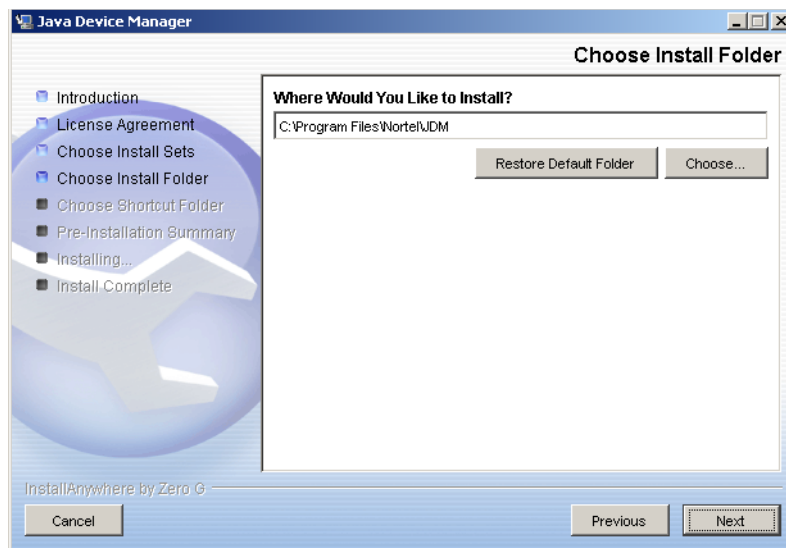 Java Device Manager
Choose Install Folder
Introduction
License Agreement
Choose Install Sets
Choose Install Folder
Choose Shortcut Folder
Pre-Installation Summary
Installing...
Install Complete
Where Would You Like to Install?
C:\Program Files\Nortel\JDM
Restore Default Folder
Choose...
InstallAnywhere by Zero G
Cancel
Previous
Next